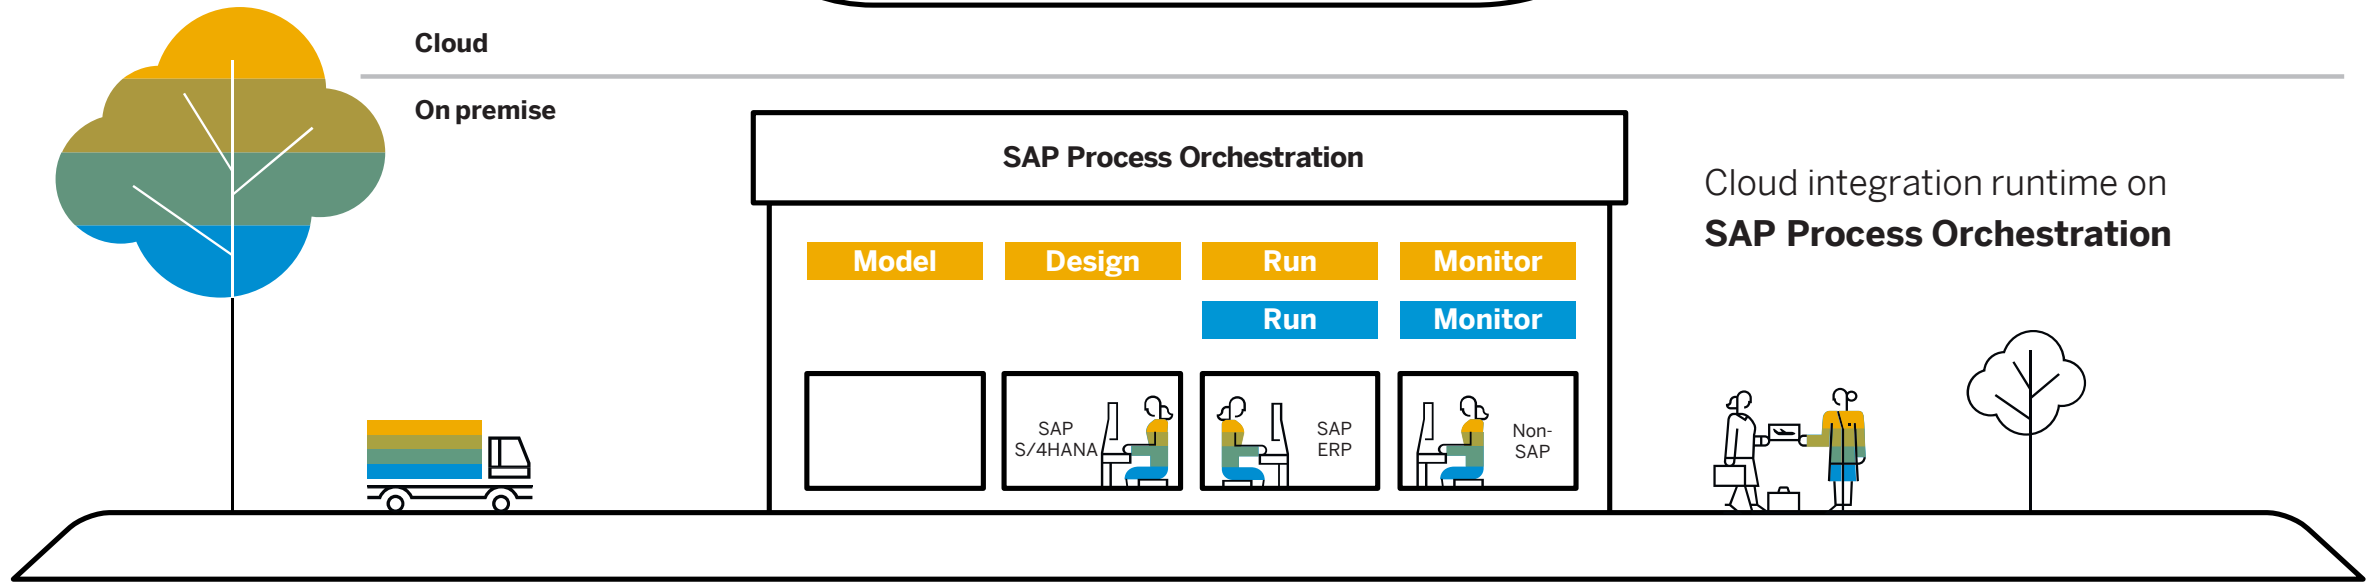 Cloud
On premise
SAP Process Orchestration
Cloud integration runtime on
SAP Process Orchestration
Model Design Run Monitor
Run Monitor
SAP
S/4HANA
SAP
ERP
Non-
SAP